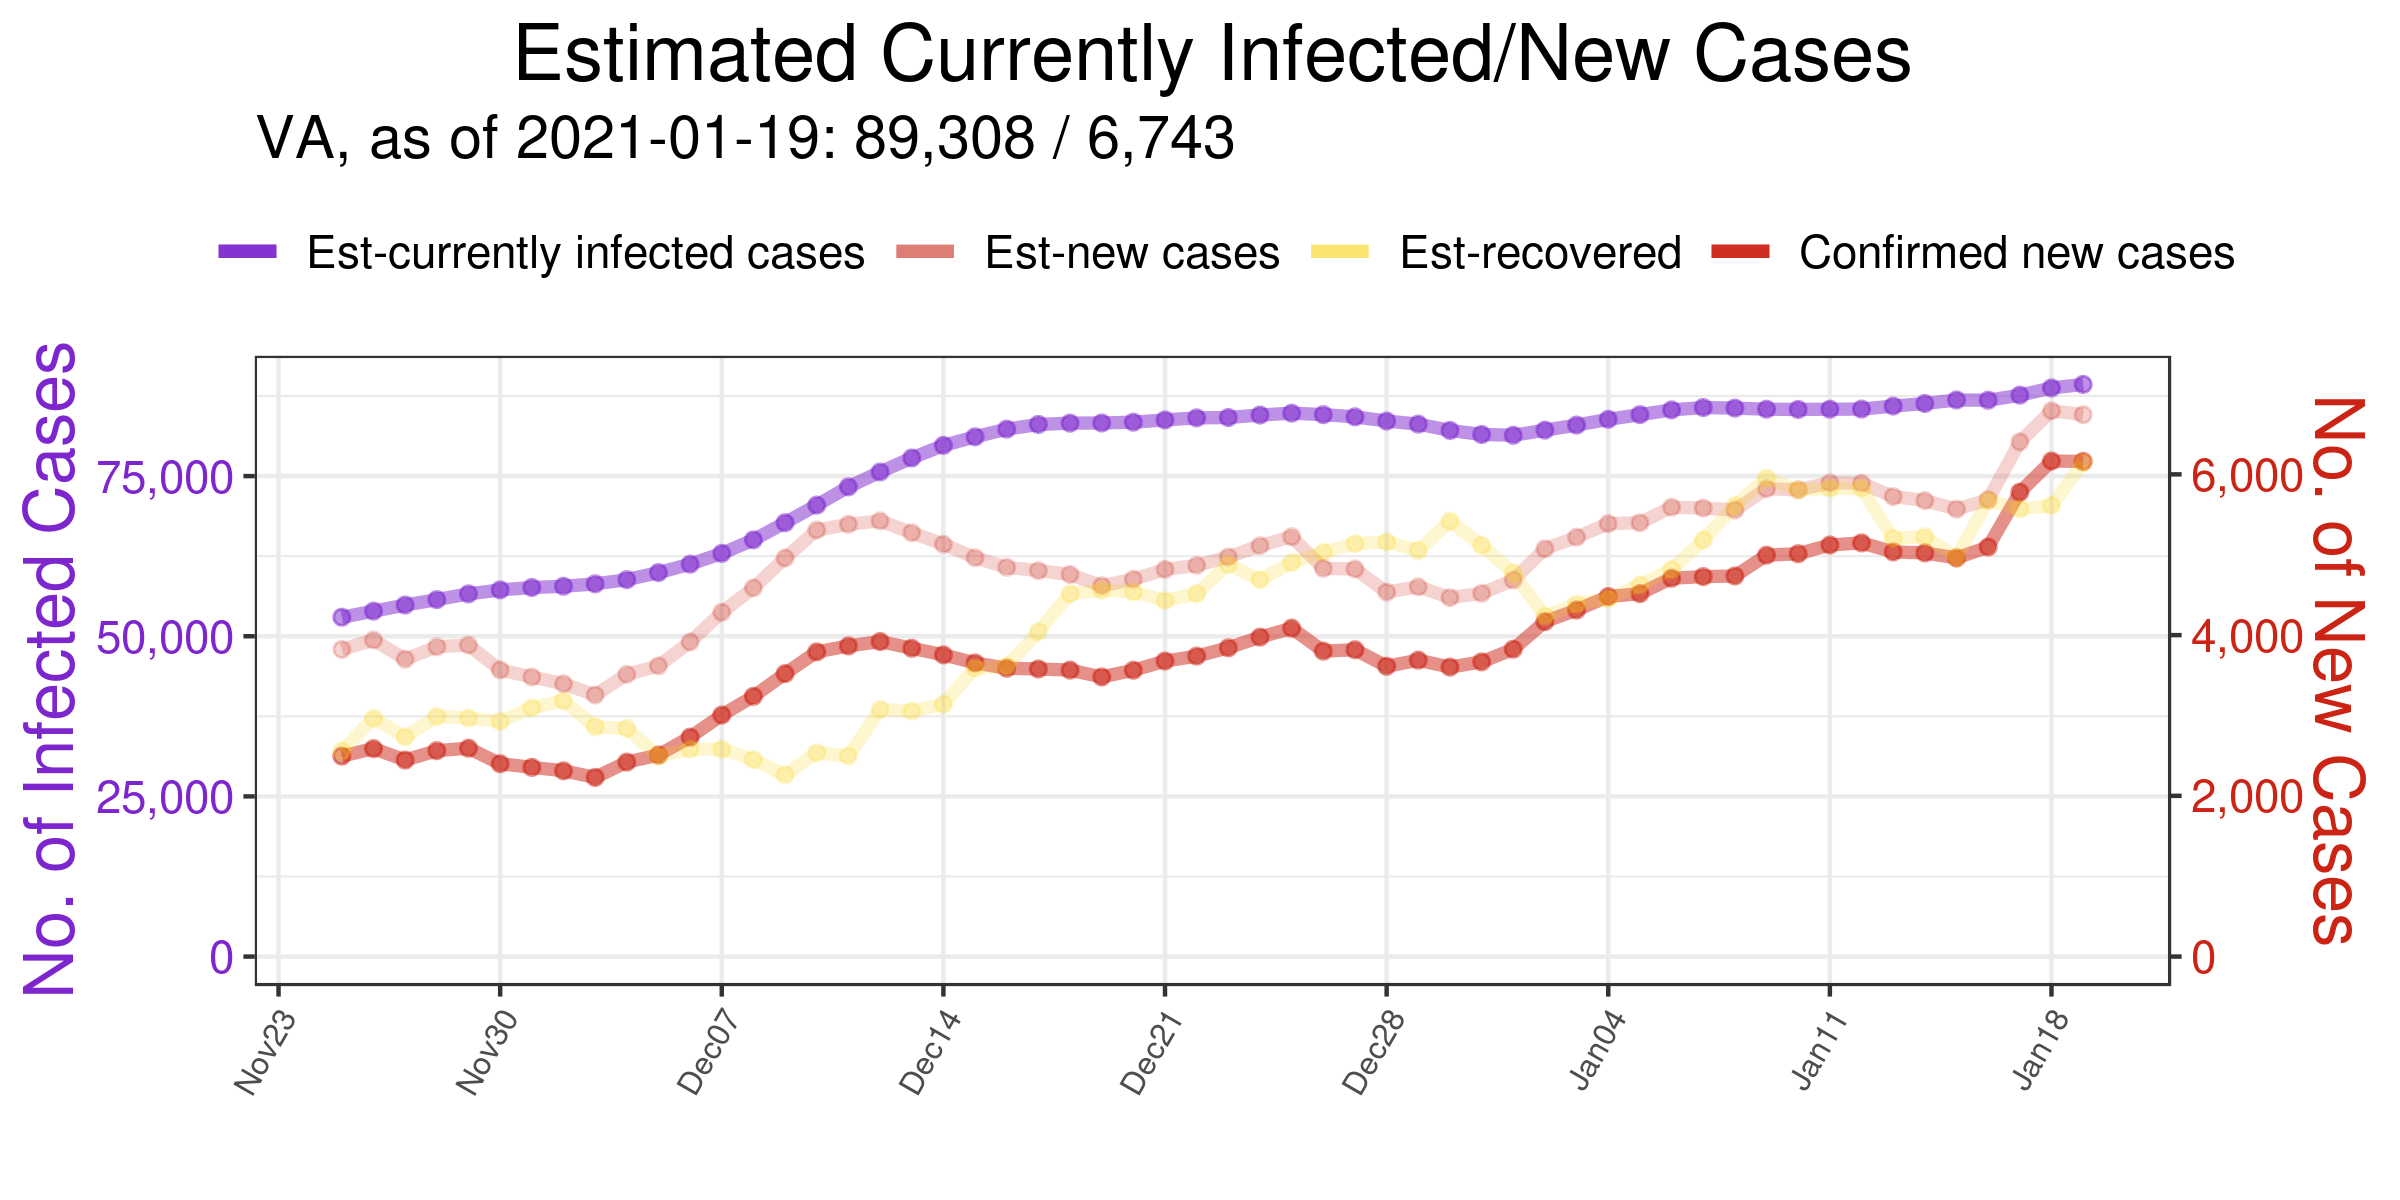 Estimated Currently Infected/New Cases
VA, as of 2021-01-19: 89,308 / 6,743
Est-currently infected cases Est-new cases Est-recovered Confirmed new cases
No. of Infected Cases
75,000
50,000
25,000
0
6,000
4,000
2,000
0
No. of New Cases
Nov23 Nov30 Dec07 Dec14 Dec21 Dec28 Jan04 Jan11 Jan18